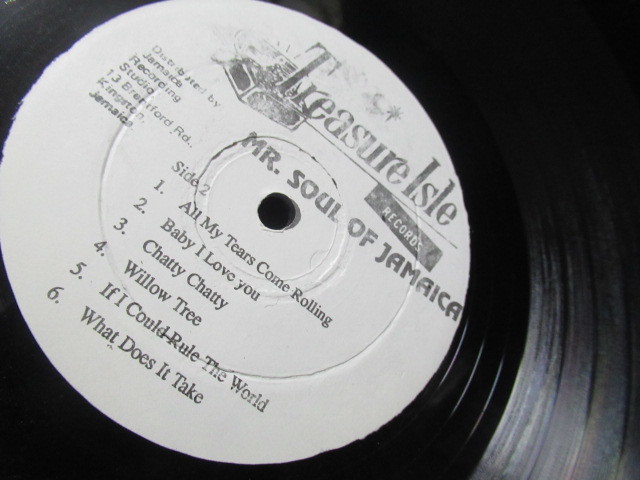 Treasure Isle
RECORDS
Distributed by
Jamaica
Recording
Studio
13 Brentford Rd.,
Kingston,
Jamaica.
MR. SOUL OF JAMAICA
Side 2
1. All My Tears Come Rolling
2. Baby I Love you
3. Chatty Chatty
4. Willow Tree
5. If I Could Rule The World
6. What Does It Take